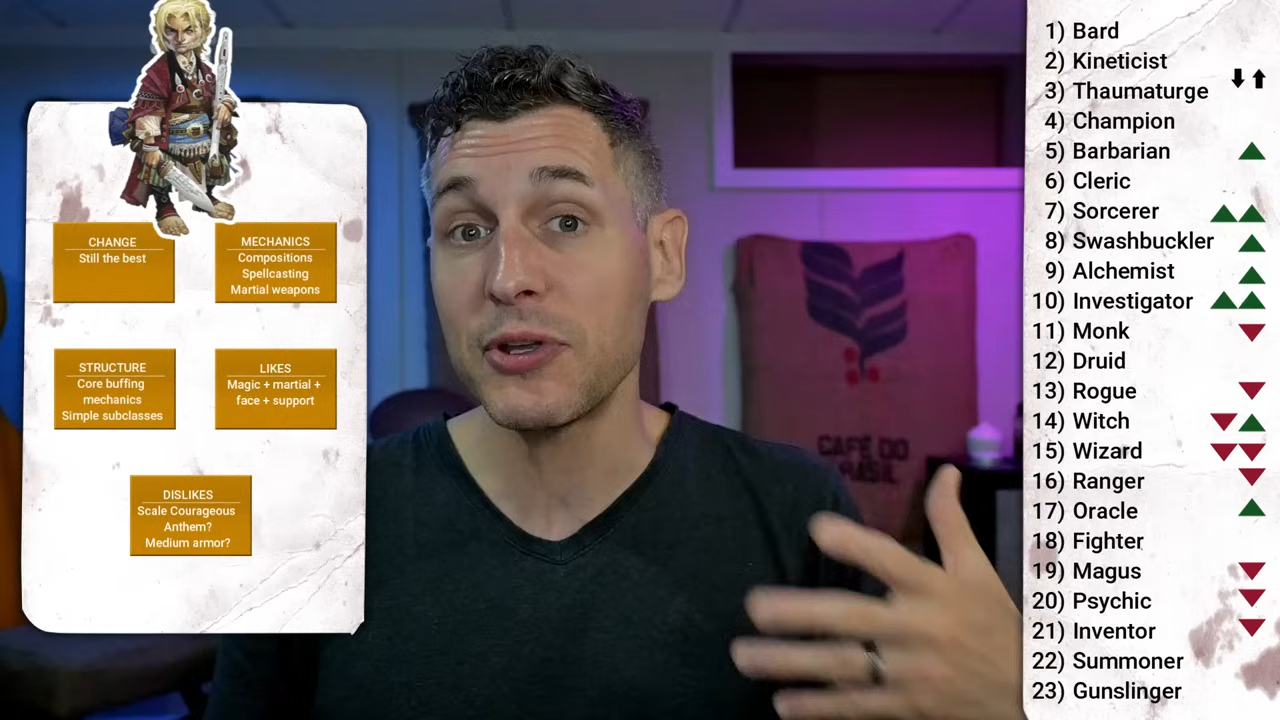 CHANGE
Still the best
MECHANICS
Compositions
Spellcasting
Martial weapons
STRUCTURE
Core buffing
mechanics
Simple subclasses
LIKES
Magic + martial +
face + support
DISLIKES
Scale Courageous
Anthem?
Medium armor?
CAFÉ DO
BRASIL
1) Bard
2) Kineticist
3) Thaumaturge
4) Champion
5) Barbarian
6) Cleric
7) Sorcerer
8) Swashbuckler
9) Alchemist
10) Investigator
11) Monk
12) Druid
13) Rogue
14) Witch
15) Wizard
16) Ranger
17) Oracle
18) Fighter
19) Magus
20) Psychic
21) Inventor
22) Summoner
23) Gunslinger